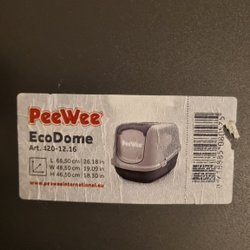 PeeWee
EcoDome
Art. 420-12.16
L 66,50 cm 26.18 in
W 48,50 cm 19.09 in
H 46,50 cm 18.30 in
www.peeweeinternational.eu